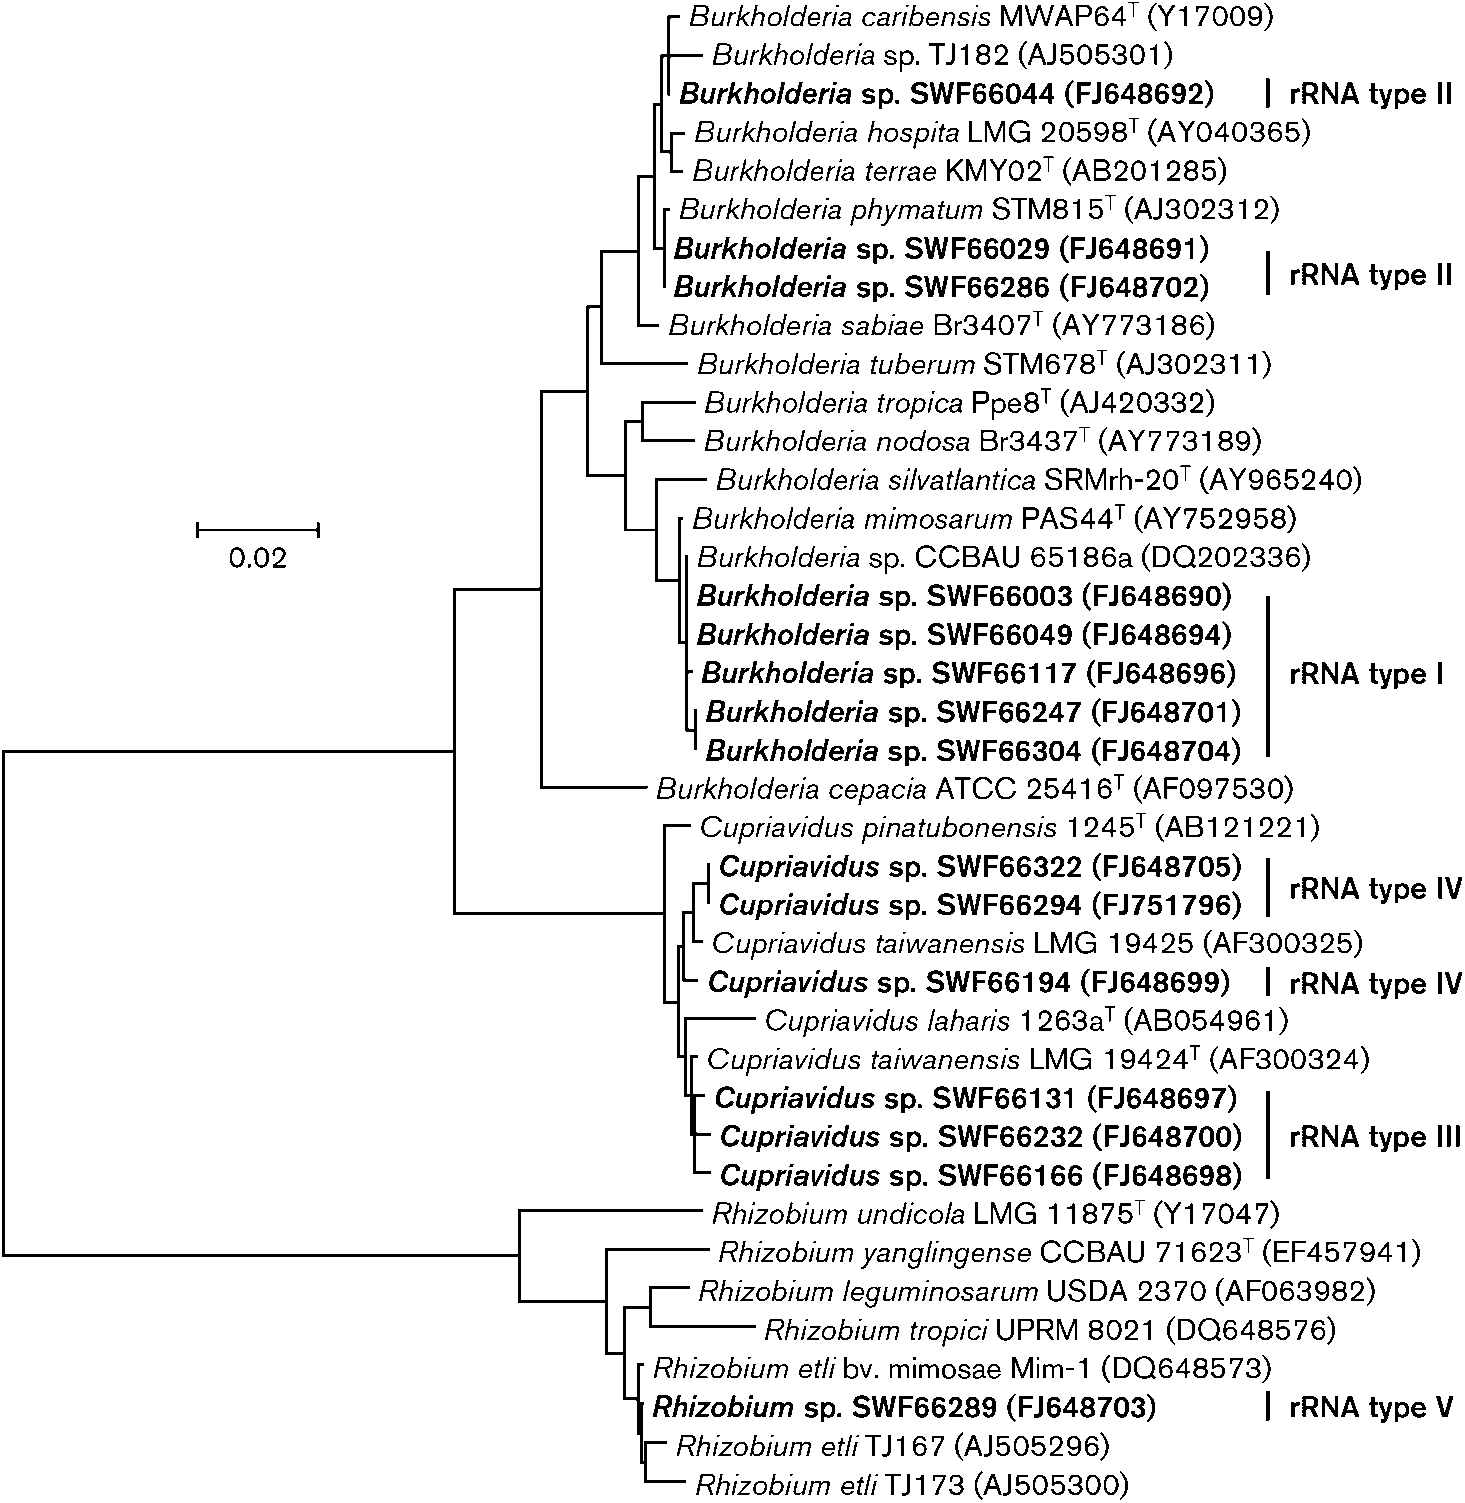 Burkholderia caribensis MWAP64T (Y17009)
Burkholderia sp. TJ182 (AJ505301)
Burkholderia sp. SWF66044 (FJ648692) rRNA type II
Burkholderia hospita LMG 20598T (AY040365)
Burkholderia terrae KMY02T (AB201285)
Burkholderia phymatum STM815T (AJ302312)
Burkholderia sp. SWF66029 (FJ648691)
rRNA type II
Burkholderia sp. SWF66286 (FJ648702)
Burkholderia sabiae Br3407T (AY773186)
Burkholderia tuberum STM678T (AJ302311)
Burkholderia tropica Ppe8T (AJ420332)
Burkholderia nodosa Br3437T (AY773189)
Burkholderia silvatlantica SRMrh-20T (AY965240)
Burkholderia mimosarum PAS44T (AY752958)
0.02
Burkholderia sp. CCBAU 65186a (DQ202336)
Burkholderia sp. SWF66003 (FJ648690)
Burkholderia sp. SWF66049 (FJ648694)
Burkholderia sp. SWF66117 (FJ648696) rRNA type I
Burkholderia sp. SWF66247 (FJ648701)
Burkholderia sp. SWF66304 (FJ648704)
Burkholderia cepacia ATCC 25416T (AF097530)
Cupriavidus pinatubonensis 1245T (AB121221)
Cupriavidus sp. SWF66322 (FJ648705)
rRNA type IV
Cupriavidus sp. SWF66294 (FJ751796)
Cupriavidus taiwanensis LMG 19425 (AF300325)
Cupriavidus sp. SWF66194 (FJ648699) rRNA type IV
Cupriavidus laharis 1263aT (AB054961)
Cupriavidus taiwanensis LMG 19424T (AF300324)
Cupriavidus sp. SWF66131 (FJ648697)
Cupriavidus sp. SWF66232 (FJ648700) rRNA type III
Cupriavidus sp. SWF66166 (FJ648698)
Rhizobium undicola LMG 11875T (Y17047)
Rhizobium yanglingense CCBAU 71623T (EF457941)
Rhizobium leguminosarum USDA 2370 (AF063982)
Rhizobium tropici UPRM 8021 (DQ648576)
Rhizobium etli bv. mimosae Mim-1 (DQ648573)
Rhizobium sp. SWF66289 (FJ648703) rRNA type V
Rhizobium etli TJ167 (AJ505296)
Rhizobium etli TJ173 (AJ505300)